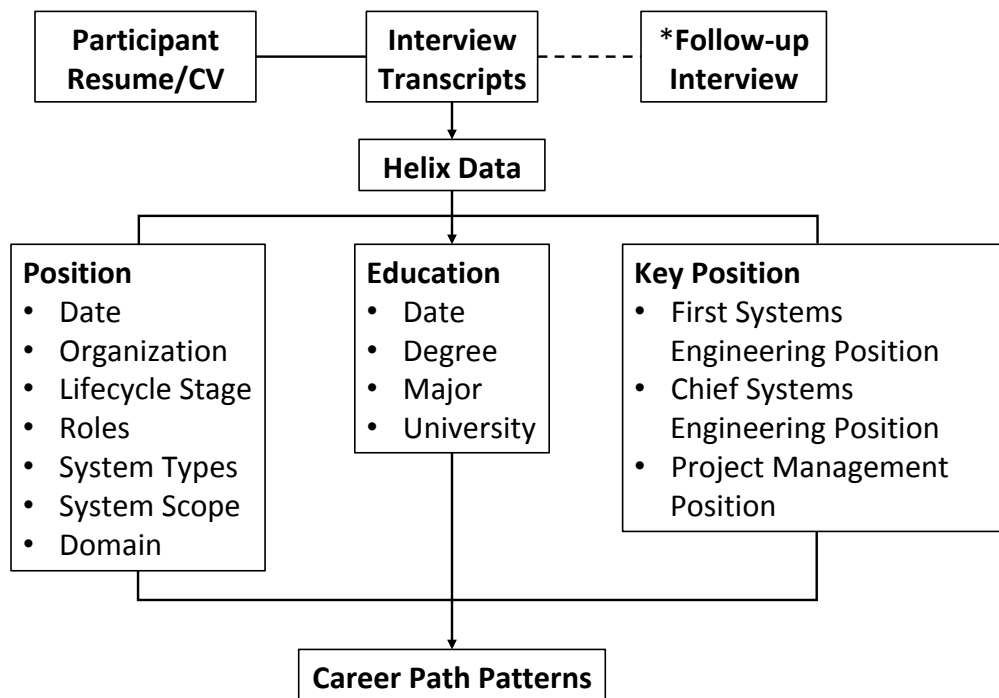 Participant
Resume/CV
Interview
Transcripts
*Follow-up
Interview
Helix Data
Position
• Date
• Organization
• Lifecycle Stage
• Roles
• System Types
• System Scope
• Domain
Education
• Date
• Degree
• Major
• University
Key Position
• First Systems
Engineering Position
• Chief Systems
Engineering Position
• Project Management
Position
Career Path Patterns